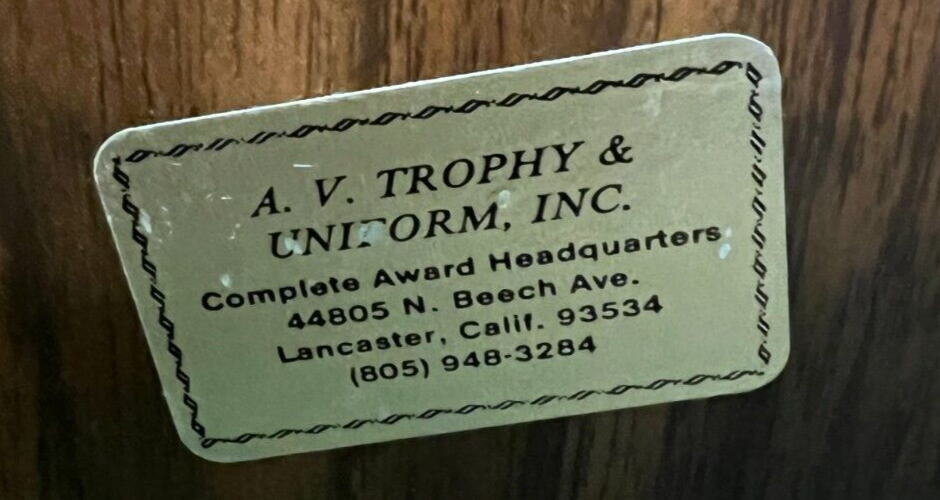 A. V. TROPHY &
UNIFORM, INC.
Complete Award Headquarters
44805 N. Beech Ave.
Lancaster, Calif. 93534
(805) 948-3284